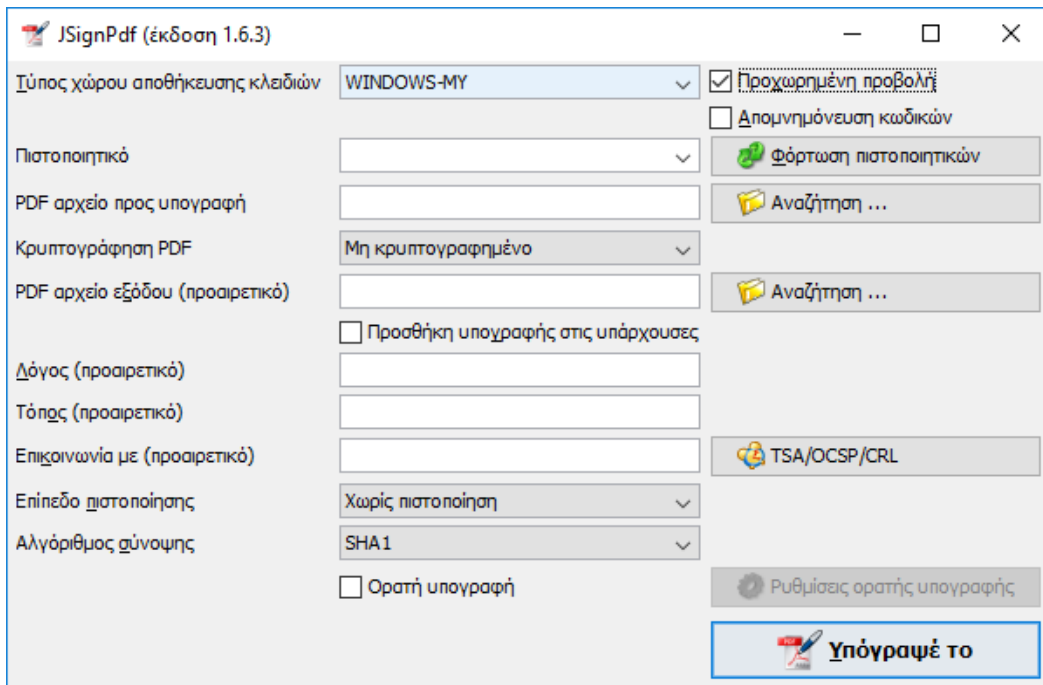 JSignPdf (έκδοση 1.6.3)
Τύπος χώρου αποθήκευσης κλειδιών WINDOWS-MY Προχωρημένη προβολή
Απομνημόνευση κωδικών
Πιστοποιητικό Φόρτωση πιστοποιητικών
PDF αρχείο προς υπογραφή Αναζήτηση ...
Κρυπτογράφηση PDF Μη κρυπτογραφημένο
PDF αρχείο εξόδου (προαιρετικό) Αναζήτηση ...
Προσθήκη υπογραφής στις υπάρχουσες
Λόγος (προαιρετικό)
Τόπος (προαιρετικό)
Επικοινωνία με (προαιρετικό) TSA/OCSP/CRL
Επίπεδο πιστοποίησης Χωρίς πιστοποίηση
Αλγόριθμος σύνοψης SHA1
Ορατή υπογραφή Ρυθμίσεις ορατής υπογραφής
Υπόγραψέ το